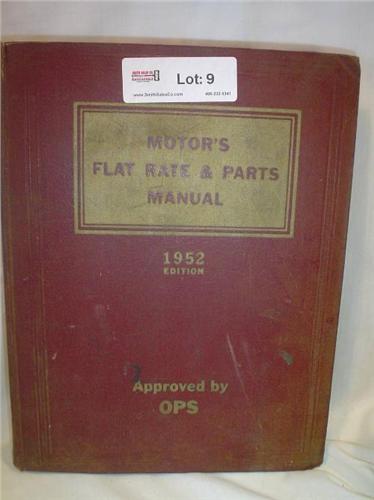 Lot: 9
MOTOR'S
FLAT RATE & PARTS
MANUAL
1952
EDITION
Approved by
OPS